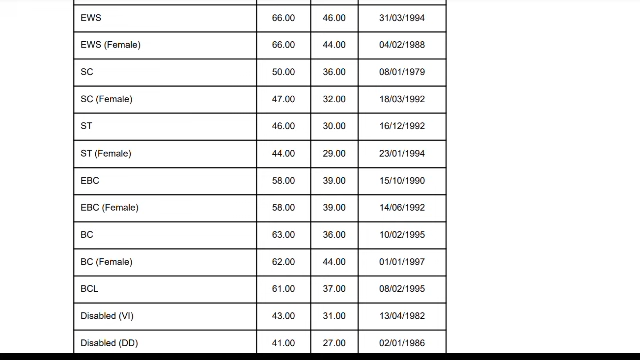 EWS 66.00 46.00 31/03/1994
EWS (Female) 66.00 44.00 04/02/1988
SC 50.00 36.00 08/01/1979
SC (Female) 47.00 32.00 18/03/1992
ST 46.00 30.00 16/12/1992
ST (Female) 44.00 29.00 23/01/1994
EBC 58.00 39.00 15/10/1990
EBC (Female) 58.00 39.00 14/06/1992
BC 63.00 36.00 10/02/1995
BC (Female) 62.00 44.00 01/01/1997
BCL 61.00 37.00 08/02/1995
Disabled (VI) 43.00 31.00 13/04/1982
Disabled (DD) 41.00 27.00 02/01/1986